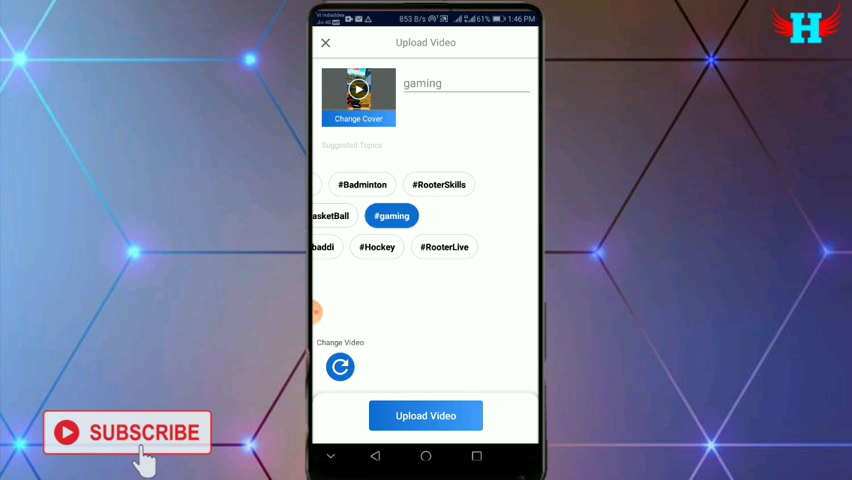 853 B/s 61% 1:46 PM
Upload Video
gaming
Change Cover
Suggested Topics
#Badminton #RooterSkills
asketBall #gaming
baddi #Hockey #RooterLive
Change Video
Upload Video
SUBSCRIBE
H